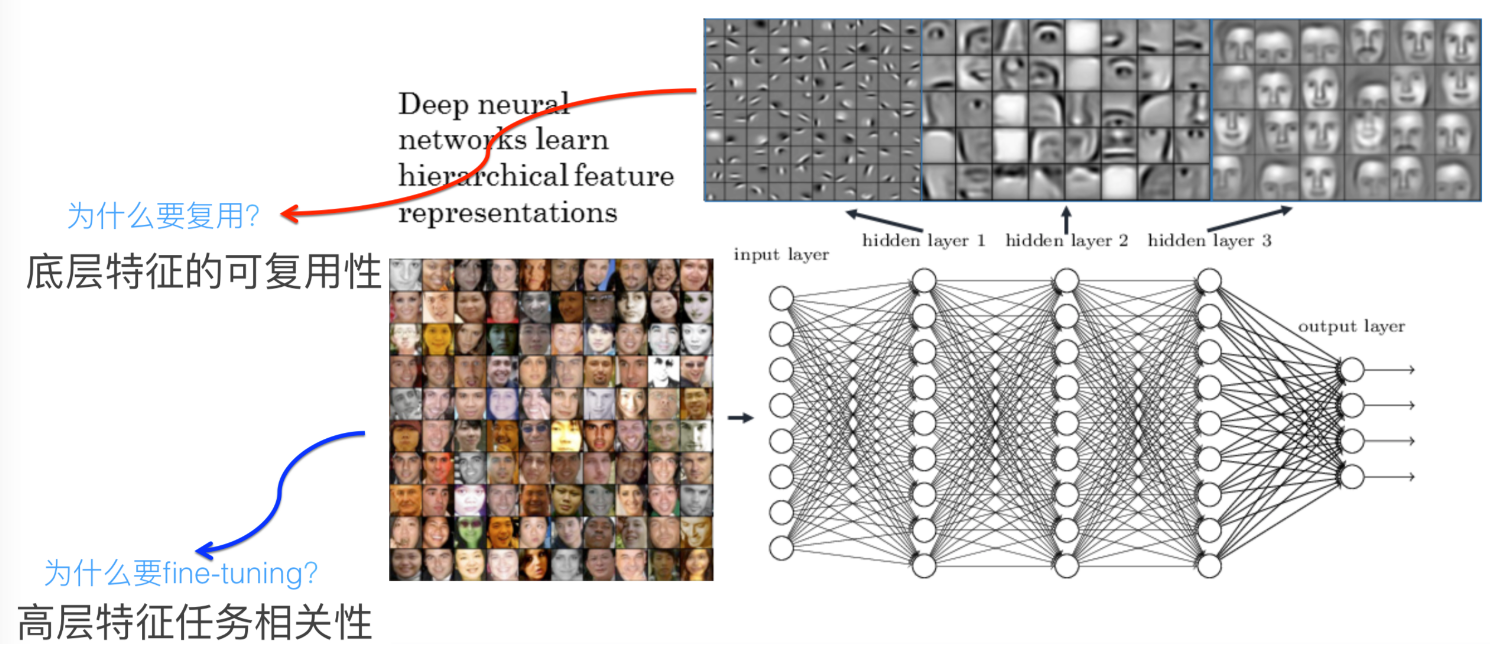 Deep neural
networks learn
hierarchical feature
representations
为什么要复用?
底层特征的可复用性
input layer
hidden layer 1
hidden layer 2
hidden layer 3
output layer
为什么要fine-tuning?
高层特征任务相关性